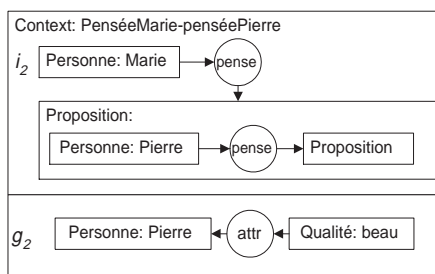 Context: PenséeMarie-penséePierre
i2 Personne: Marie pense
Proposition:
Personne: Pierre pense Proposition
g2 Personne: Pierre attr Qualité: beau